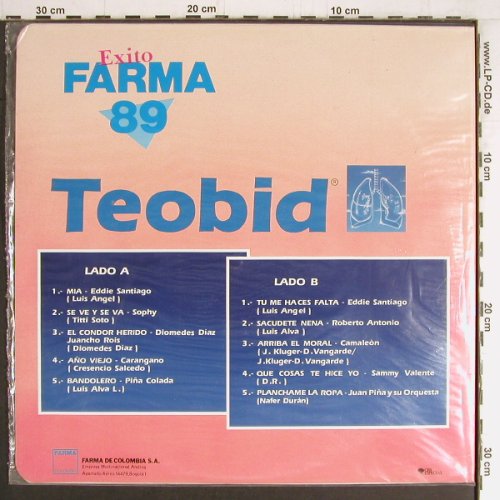 30 cm
20 cm
10 cm
www.LP-CD.de
10 cm
20 cm
30 cm
Exito
FARMA
89
Teobid®
LADO A
1.- MIA - Eddie Santiago
( Luis Angel )
2.- SE VE Y SE VA - Sophy
( Titti Soto )
3.- EL CONDOR HERIDO - Diomedes Diaz
Juancho Rois
( Diomedes Diaz )
4.- AÑO VIEJO - Carangano
( Cresencio Salcedo )
5.- BANDOLERO - Piña Colada
( Luis Alva L. )
LADO B
1.- TU ME HACES FALTA - Eddie Santiago
( Luis Angel )
2.- SACUDETE NENA - Roberto Antonio
( Luis Alva )
3.- ARRIBA EL MORAL - Camaleón
( J. Kluger-D. Vangarde/
J.Kluger-D. Vangarde )
4.- QUE COSAS TE HICE YO - Sammy Valente
( D.R. )
5.- PLANCHAME LA ROPA - Juan Piña y su Orquesta
(Nafer Durán)
FARMA
FARMA DE COLOMBIA S.A.
Empresa Multinacional Andina